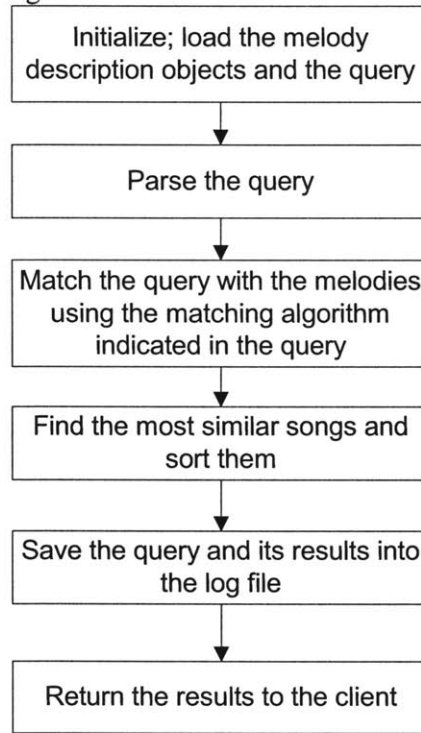 Initialize; load the melody
description objects and the query
Parse the query
Match the query with the melodies
using the matching algorithm
indicated in the query
Find the most similar songs and
sort them
Save the query and its results into
the log file
Return the results to the client